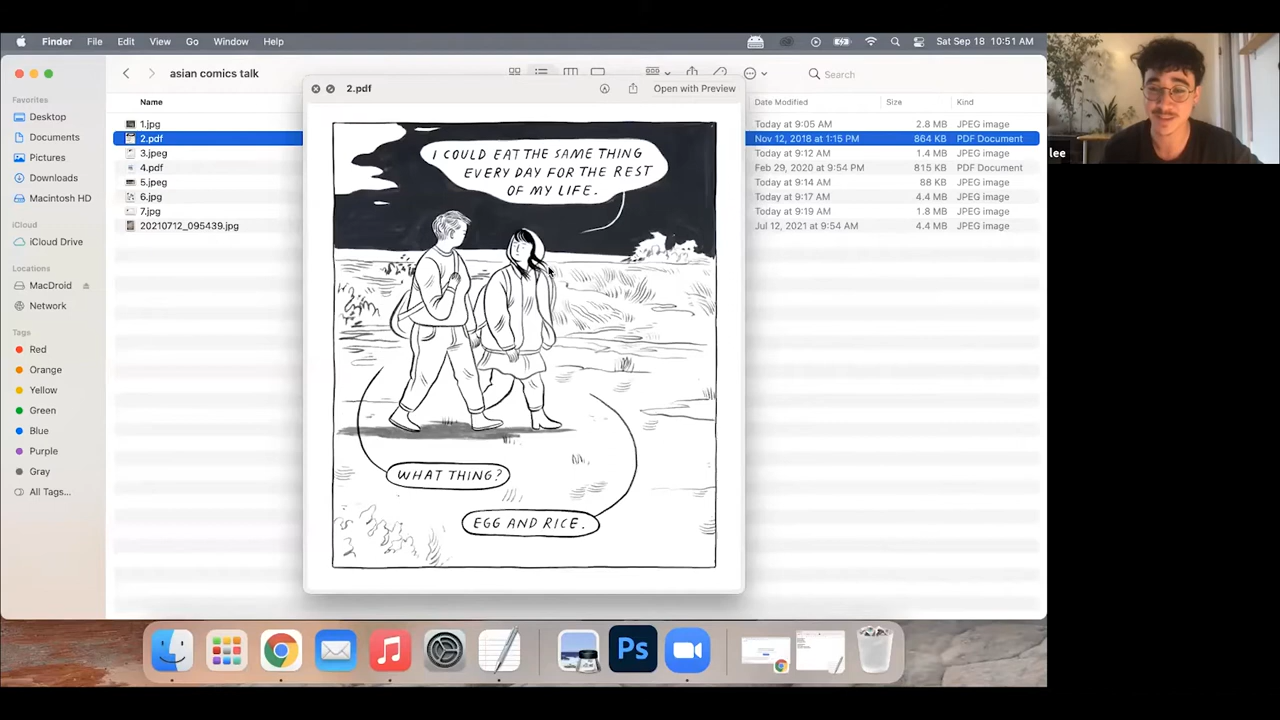 Finder File Edit View Go Window Help
Sat Sep 18 10:51 AM
asian comics talk
Search
Favorites
Desktop
Documents
Pictures
Downloads
Macintosh HD
iCloud
iCloud Drive
Locations
MacDroid
Network
Tags
Red
Orange
Yellow
Green
Blue
Purple
Gray
All Tags...
Name
1.jpg
2.pdf
3.jpeg
4.pdf
5.jpeg
6.jpg
7.jpg
20210712_095439.jpg
2.pdf
Open with Preview
I COULD EAT THE SAME THING
EVERY DAY FOR THE REST
OF MY LIFE.
WHAT THING?
EGG AND RICE.
Date Modified Size Kind
Today at 9:05 AM 2.8 MB JPEG image
Nov 12, 2018 at 1:15 PM 864 KB PDF Document
Today at 9:12 AM 1.4 MB JPEG image
Feb 29, 2020 at 9:54 PM 815 KB PDF Document
Today at 9:14 AM 88 KB JPEG image
Today at 9:17 AM 4.4 MB JPEG image
Today at 9:19 AM 1.8 MB JPEG image
Jul 12, 2021 at 9:54 AM 4.4 MB JPEG image
Ps
lee